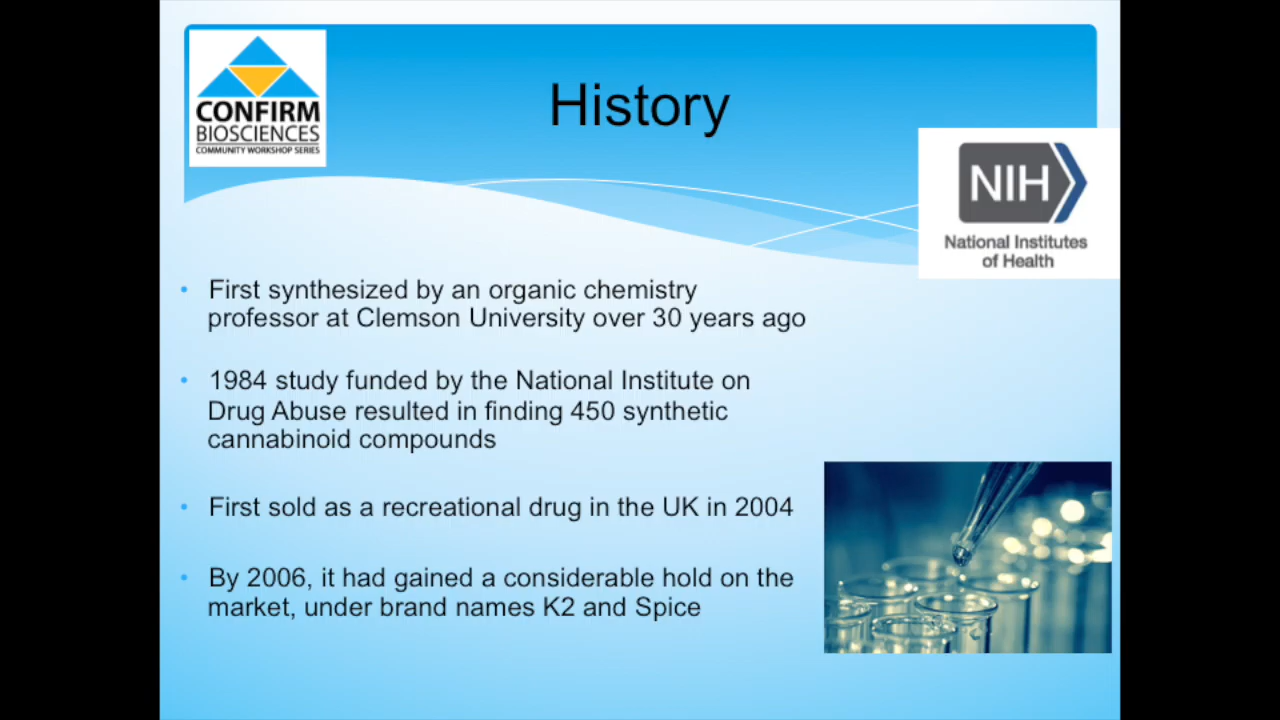 CONFIRM
BIOSCIENCES
COMMUNITY WORKSHOP SERIES
History
NIH
National Institutes
of Health
• First synthesized by an organic chemistry
professor at Clemson University over 30 years ago
• 1984 study funded by the National Institute on
Drug Abuse resulted in finding 450 synthetic
cannabinoid compounds
• First sold as a recreational drug in the UK in 2004
• By 2006, it had gained a considerable hold on the
market, under brand names K2 and Spice